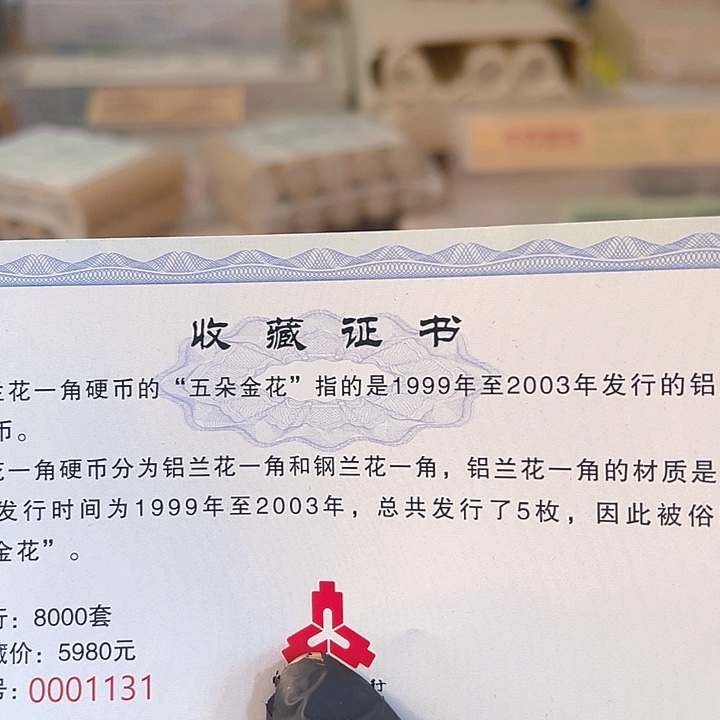 收藏证书
兰花一角硬币的“五朵金花”指的是1999年至2003年发行的铝
币。
花一角硬币分为铝兰花一角和钢兰花一角，铝兰花一角的材质是
发行时间为1999年至2003年，总共发行了5枚，因此被俗
金花”。
行：8000套
藏价：5980元
号：0001131